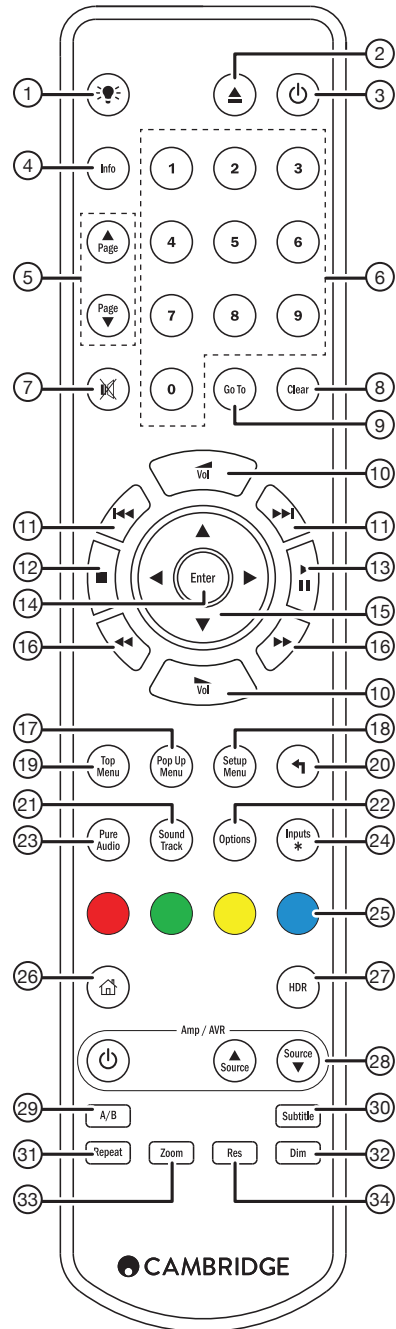 1
2
3
4
Info
1
2
3
Page
4
5
6
5
6
Page
7
8
9
7
0
Go To
Clear
8
9
Vol
10
11
11
12
13
Enter
14
15
16
16
Vol
10
17
18
19
Top
Menu
Pop Up
Menu
Setup
Menu
20
21
22
23
Pure
Audio
Sound
Track
Options
Inputs
*
24
25
26
HDR
27
Amp / AVR
Source
Source
28
29
A/B
Subtitle
30
31
Repeat
Zoom
Res
Dim
32
33
34
CAMBRIDGE